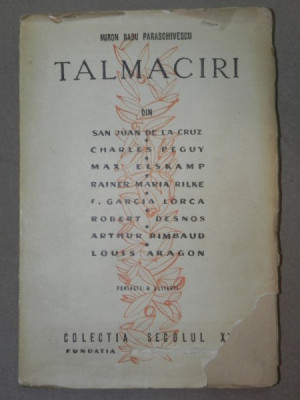 MIRON RADU PARASCHIVESCU
TALMACIRI
DIN
SAN JUAN DE LA CRUZ
CHARLES PEGUY
MAX ELSKAMP
RAINER MARIA RILKE
F. GARCIA LORCA
ROBERT DESNOS
ARTHUR RIMBAUD
LOUIS ARAGON
COLECTIA SECOLUL X
FUNDATIA